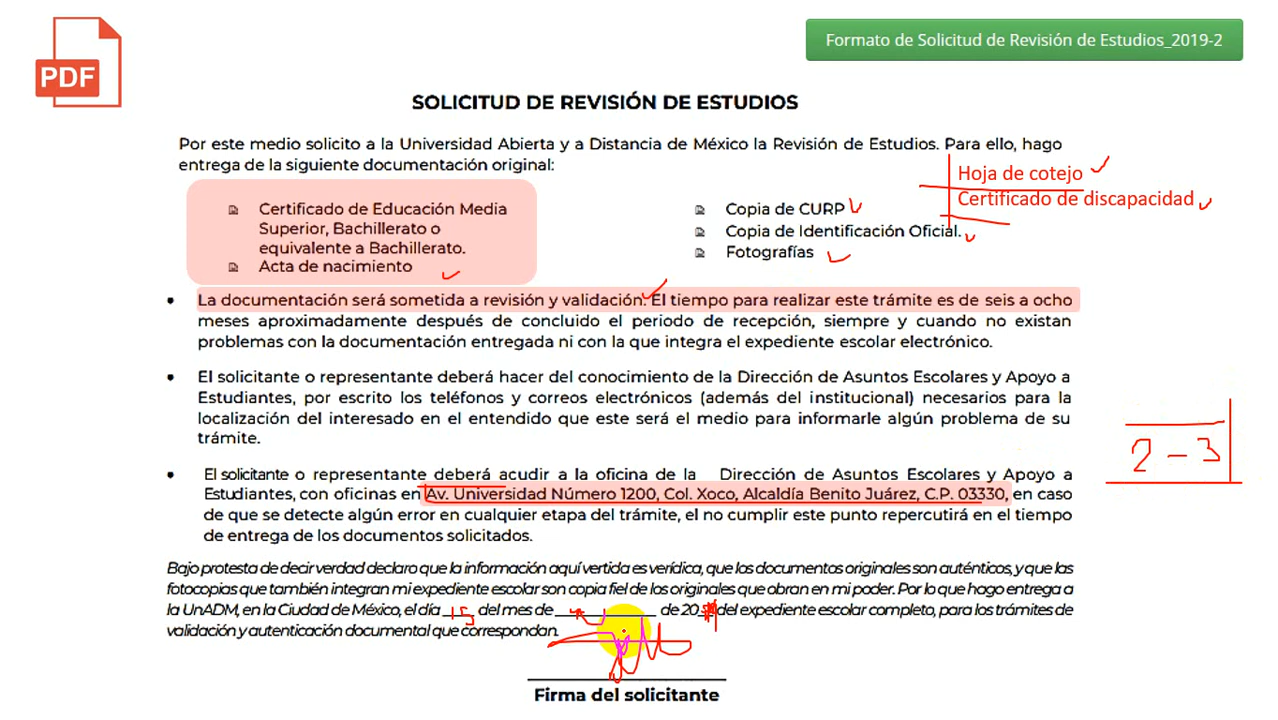 PDF
Formato de Solicitud de Revisión de Estudios_2019-2
SOLICITUD DE REVISIÓN DE ESTUDIOS
Por este medio solicito a la Universidad Abierta y a Distancia de México la Revisión de Estudios. Para ello, hago
entrega de la siguiente documentación original:
Hoja de cotejo
Certificado de discapacidad
Certificado de Educación Media
Superior, Bachillerato o
equivalente a Bachillerato.
Acta de nacimiento
Copia de CURP
Copia de Identificación Oficial.
Fotografías
• La documentación será sometida a revisión y validación. El tiempo para realizar este trámite es de seis a ocho
meses aproximadamente después de concluido el periodo de recepción, siempre y cuando no existan
problemas con la documentación entregada ni con la que integra el expediente escolar electrónico.
• El solicitante o representante deberá hacer del conocimiento de la Dirección de Asuntos Escolares y Apoyo a
Estudiantes, por escrito los teléfonos y correos electrónicos (además del institucional) necesarios para la
localización del interesado en el entendido que este será el medio para informarle algún problema de su
trámite.
2 - 3
• El solicitante o representante deberá acudir a la oficina de la Dirección de Asuntos Escolares y Apoyo a
Estudiantes, con oficinas en Av. Universidad Número 1200, Col. Xoco, Alcaldía Benito Juárez, C.P. 03330, en caso
de que se detecte algún error en cualquier etapa del trámite, el no cumplir este punto repercutirá en el tiempo
de entrega de los documentos solicitados.
Bajo protesta de decir verdad declaro que la información aquí vertida es verídica, que los documentos originales son auténticos, y que las
fotocopias que también integran mi expediente escolar son copia fiel de los originales que obran en mi poder. Por lo que hago entrega a
la UnADM, en la Ciudad de México, el día 15 del mes de ____ de 20__ del expediente escolar completo, para los trámites de
validación y autenticación documental que correspondan.
Firma del solicitante